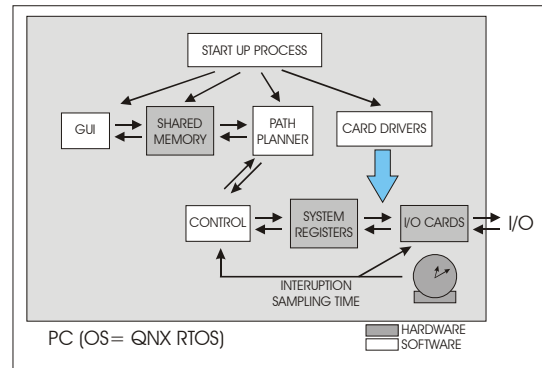 START UP PROCESS
GUI
SHARED
MEMORY
PATH
PLANNER
CARD DRIVERS
CONTROL
SYSTEM
REGISTERS
I/O CARDS
I/O
INTERUPTION
SAMPLING TIME
PC (OS= QNX RTOS)
HARDWARE
SOFTWARE